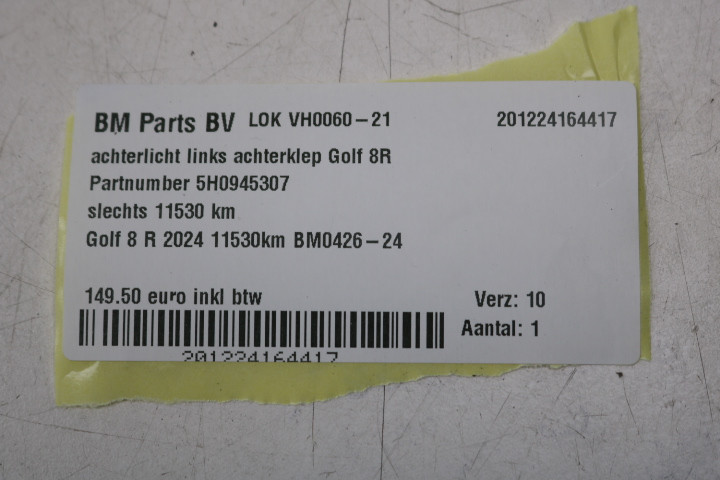 BM Parts BV LOK VH0060-21 201224164417
achterlicht links achterklep Golf 8R
Partnumber 5H0945307
slechts 11530 km
Golf 8 R 2024 11530km BM0426-24
149.50 euro inkl btw Verz: 10
Aantal: 1
201224164417